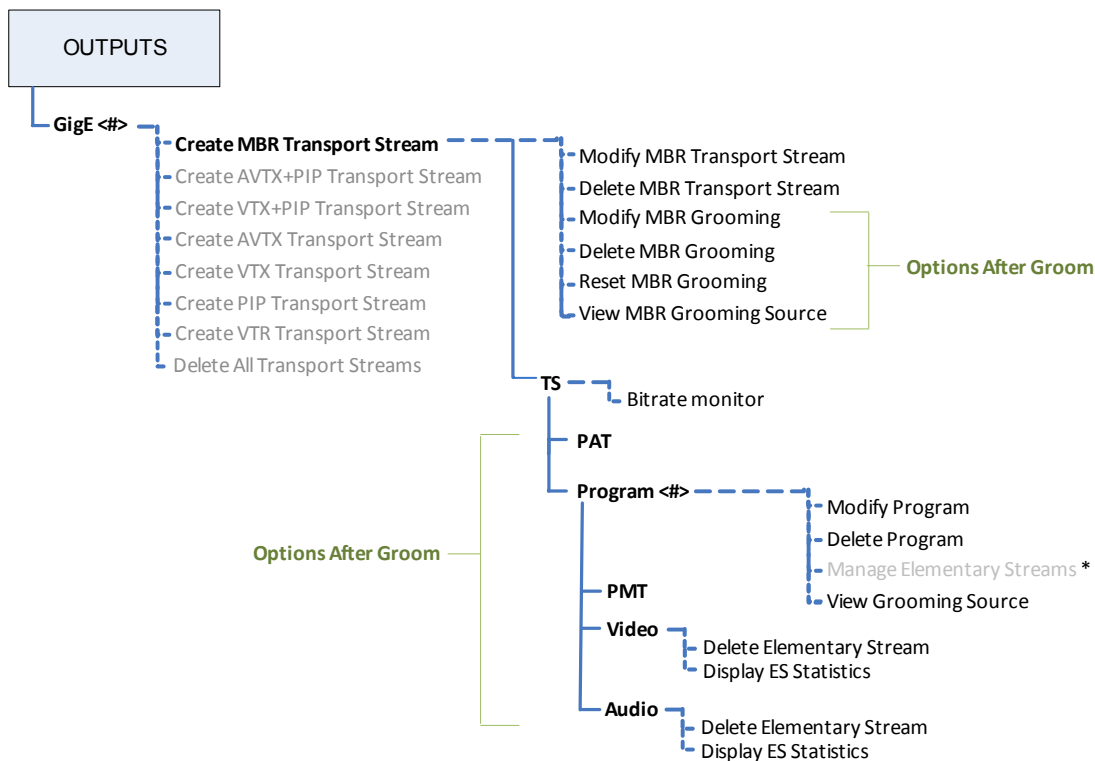 OUTPUTS
GigE <#>
Create MBR Transport Stream
Create AVTX+PIP Transport Stream
Create VTX+PIP Transport Stream
Create AVTX Transport Stream
Create VTX Transport Stream
Create PIP Transport Stream
Create VTR Transport Stream
Delete All Transport Streams
Modify MBR Transport Stream
Delete MBR Transport Stream
Modify MBR Grooming
Delete MBR Grooming
Reset MBR Grooming
View MBR Grooming Source
Options After Groom
TS
Bitrate monitor
PAT
Program <#>
Modify Program
Delete Program
Manage Elementary Streams *
View Grooming Source
Options After Groom
PMT
Video
Delete Elementary Stream
Display ES Statistics
Audio
Delete Elementary Stream
Display ES Statistics